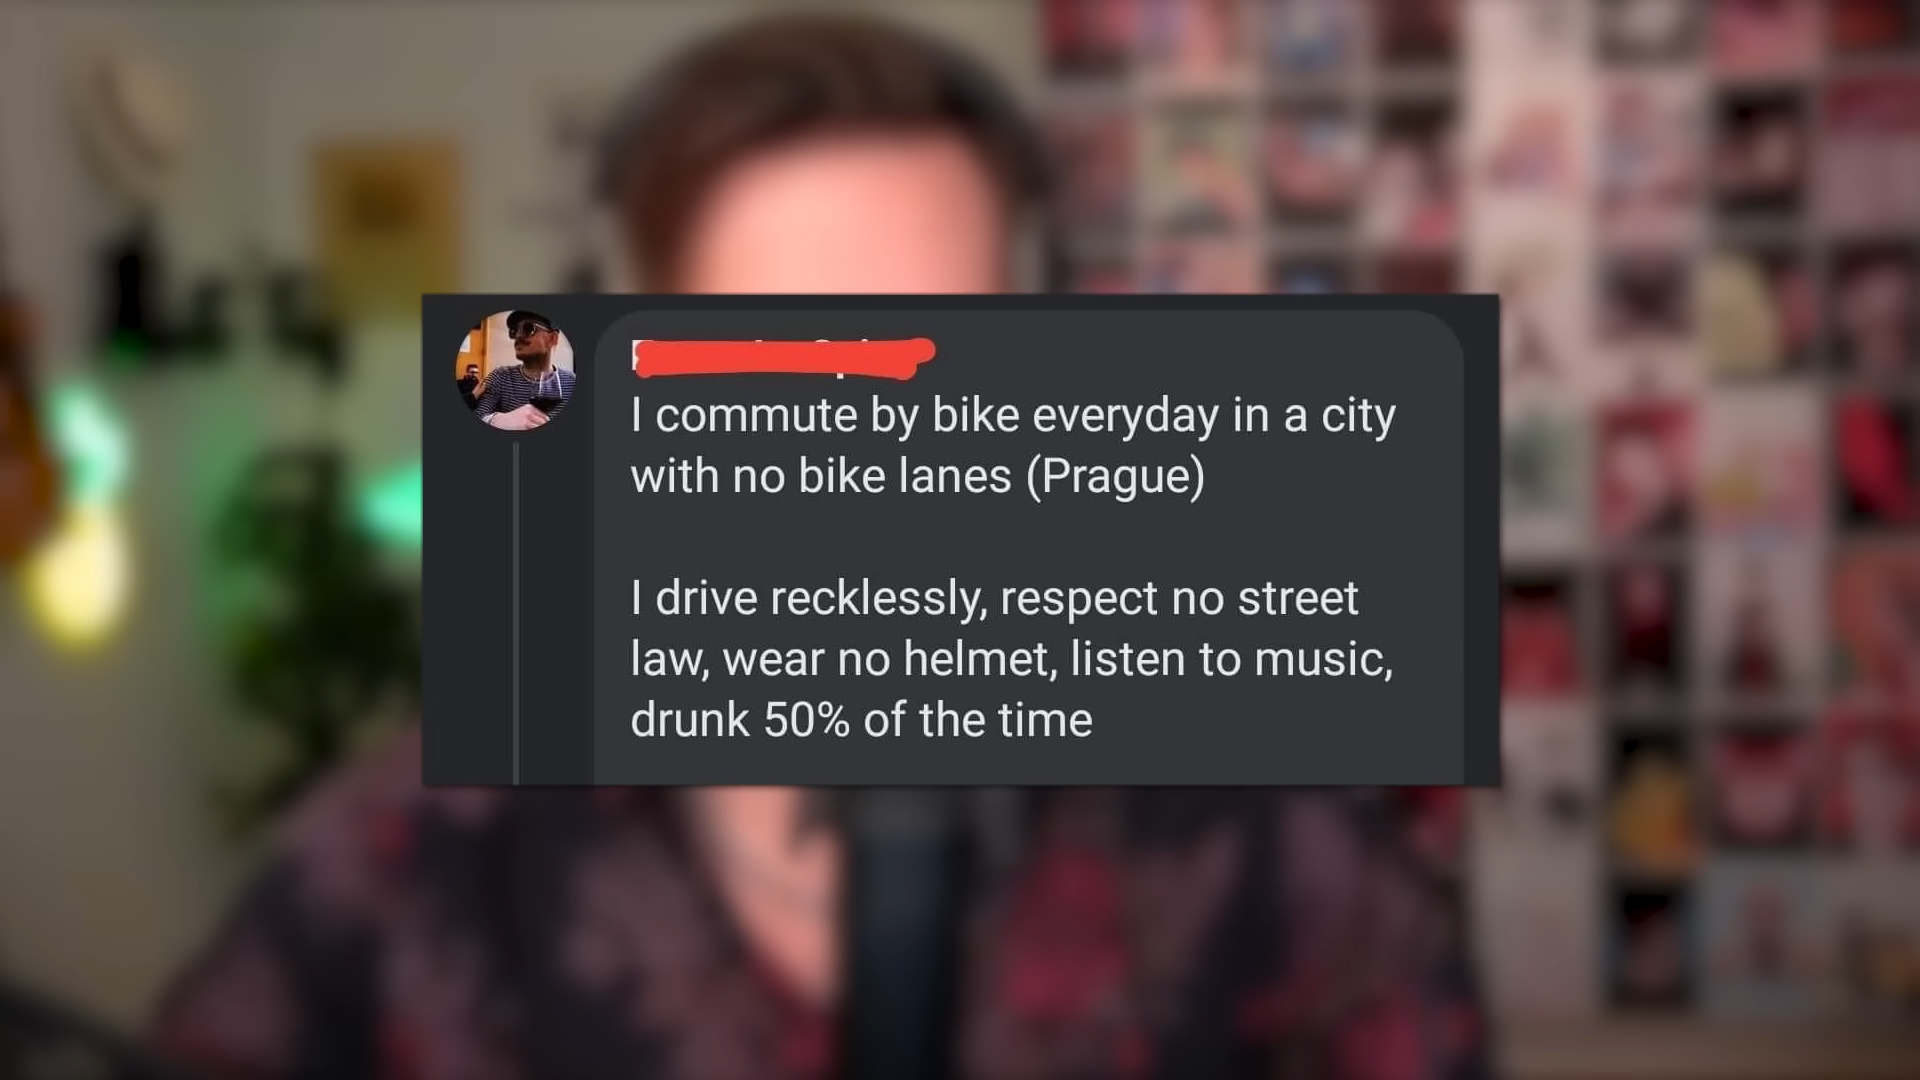 I commute by bike everyday in a city
with no bike lanes (Prague)
I drive recklessly, respect no street
law, wear no helmet, listen to music,
drunk 50% of the time